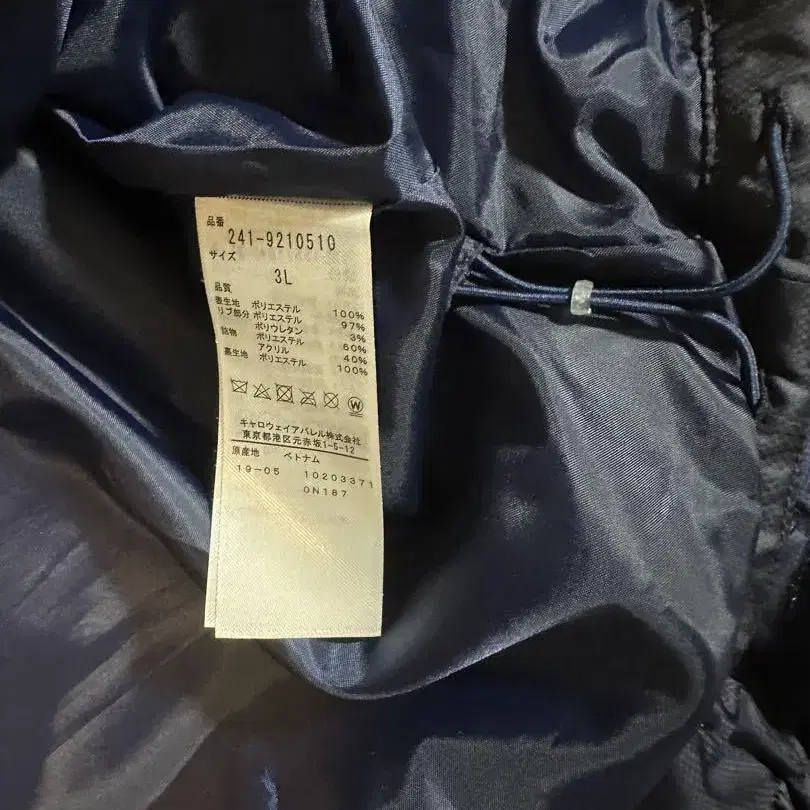 品番
241-9210510
サイズ
3L
品質
表生地 ポリエステル 100%
リブ部分 ポリエステル 97%
ポリウレタン 3%
詰物 ポリエステル 60%
アクリル 40%
裏生地 ポリエステル 100%
W
キャロウェイアパレル株式会社
東京都港区元赤坂1-5-12
原産地 ベトナム
19-05 10203371
0N187